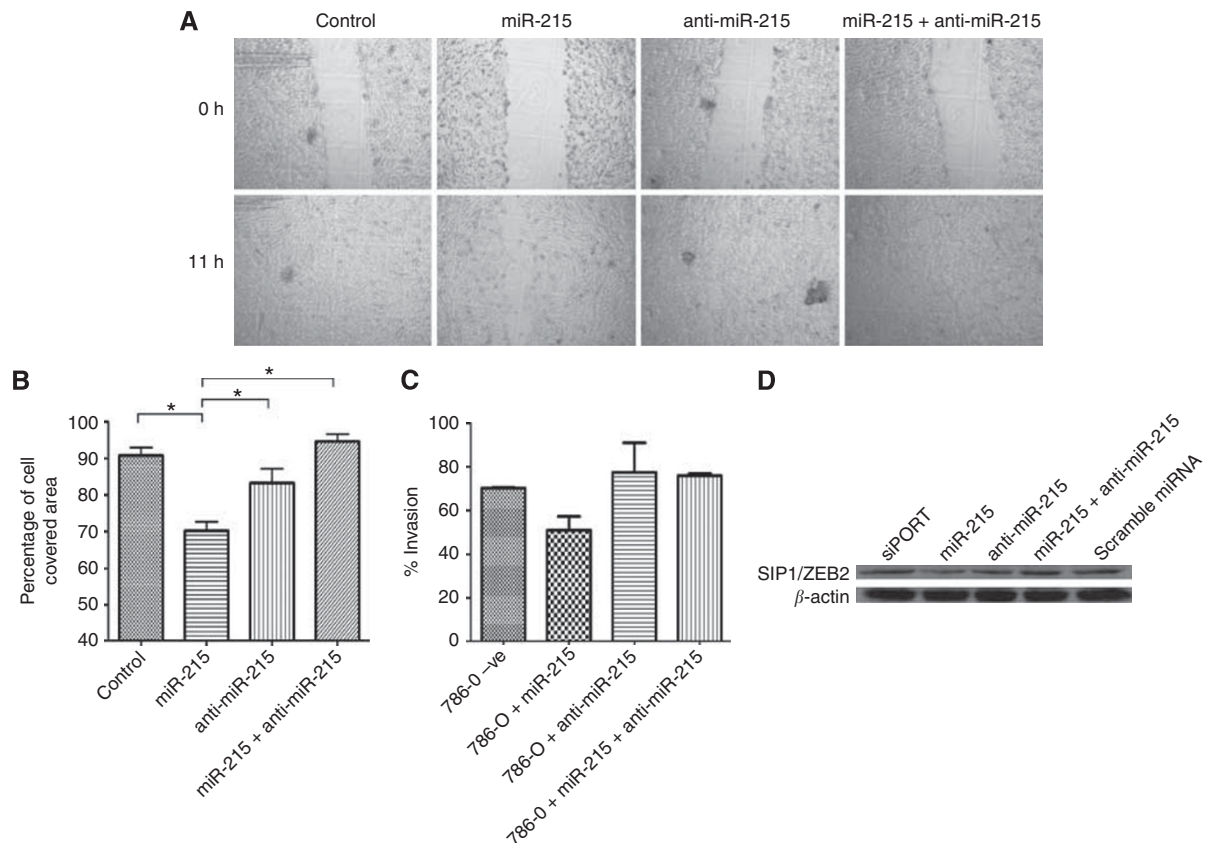 A
Control miR-215 anti-miR-215 miR-215 + anti-miR-215
0 h
11 h
B
*
*
*
Percentage of cell
covered area
100
90
80
70
60
50
40
Control
miR-215
anti-miR-215
miR-215 + anti-miR-215
C
% Invasion
100
80
60
40
20
0
786-0 –ve
786-O + miR-215
786-O + anti-miR-215
786-0 + miR-215 + anti-miR-215
D
siPORT
miR-215
anti-miR-215
miR-215 + anti-miR-215
Scramble miRNA
SIP1/ZEB2
β-actin